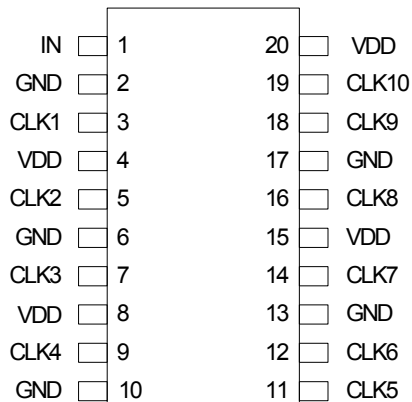 IN 1 20 VDD
GND 2 19 CLK10
CLK1 3 18 CLK9
VDD 4 17 GND
CLK2 5 16 CLK8
GND 6 15 VDD
CLK3 7 14 CLK7
VDD 8 13 GND
CLK4 9 12 CLK6
GND 10 11 CLK5